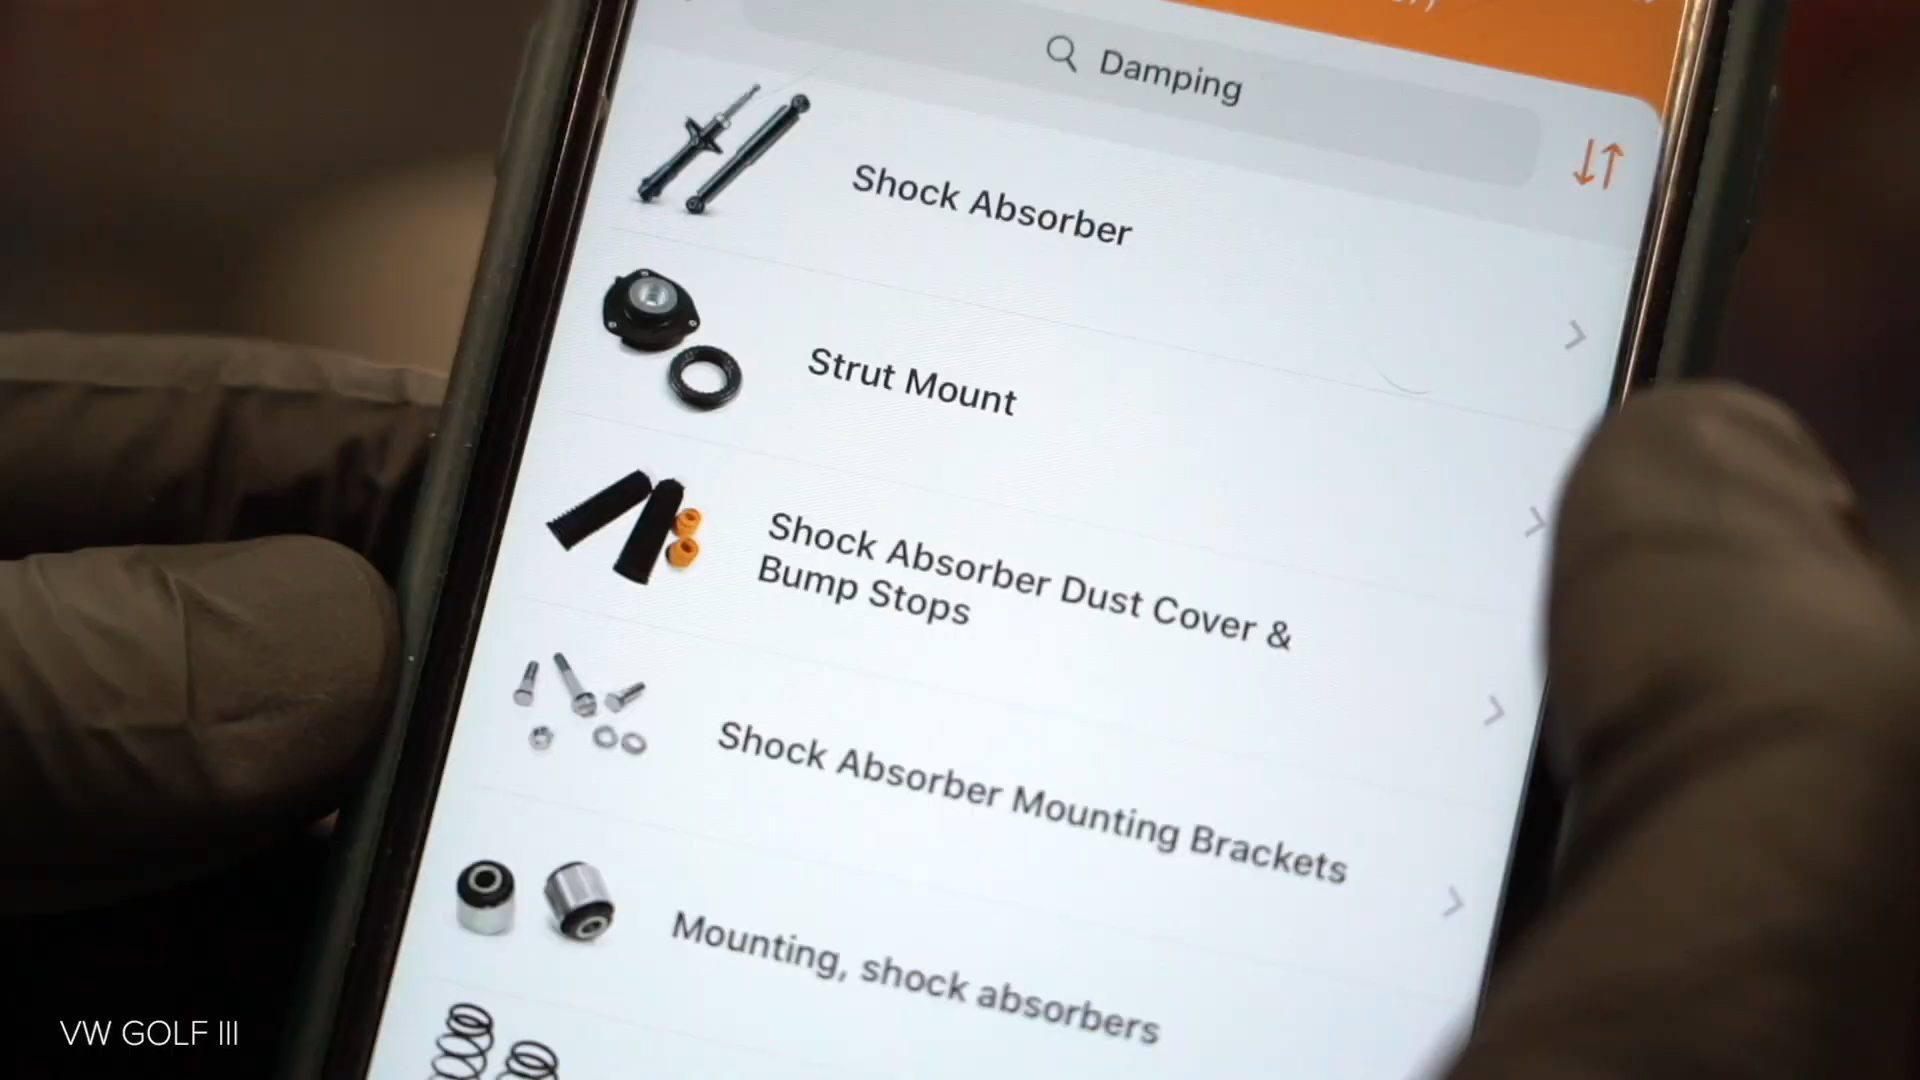 Damping
Shock Absorber
Strut Mount
Shock Absorber Dust Cover &
Bump Stops
Shock Absorber Mounting Brackets
Mounting, shock absorbers
VW GOLF III